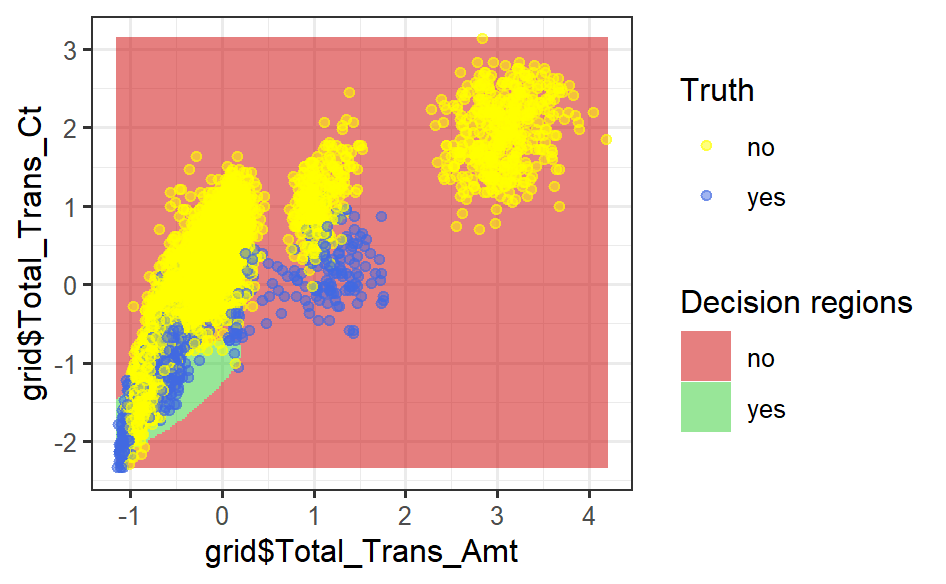 grid$Total_Trans_Ct
3
2
1
0
-1
-2
-1 0 1 2 3 4
grid$Total_Trans_Amt
Truth
no
yes
Decision regions
no
yes